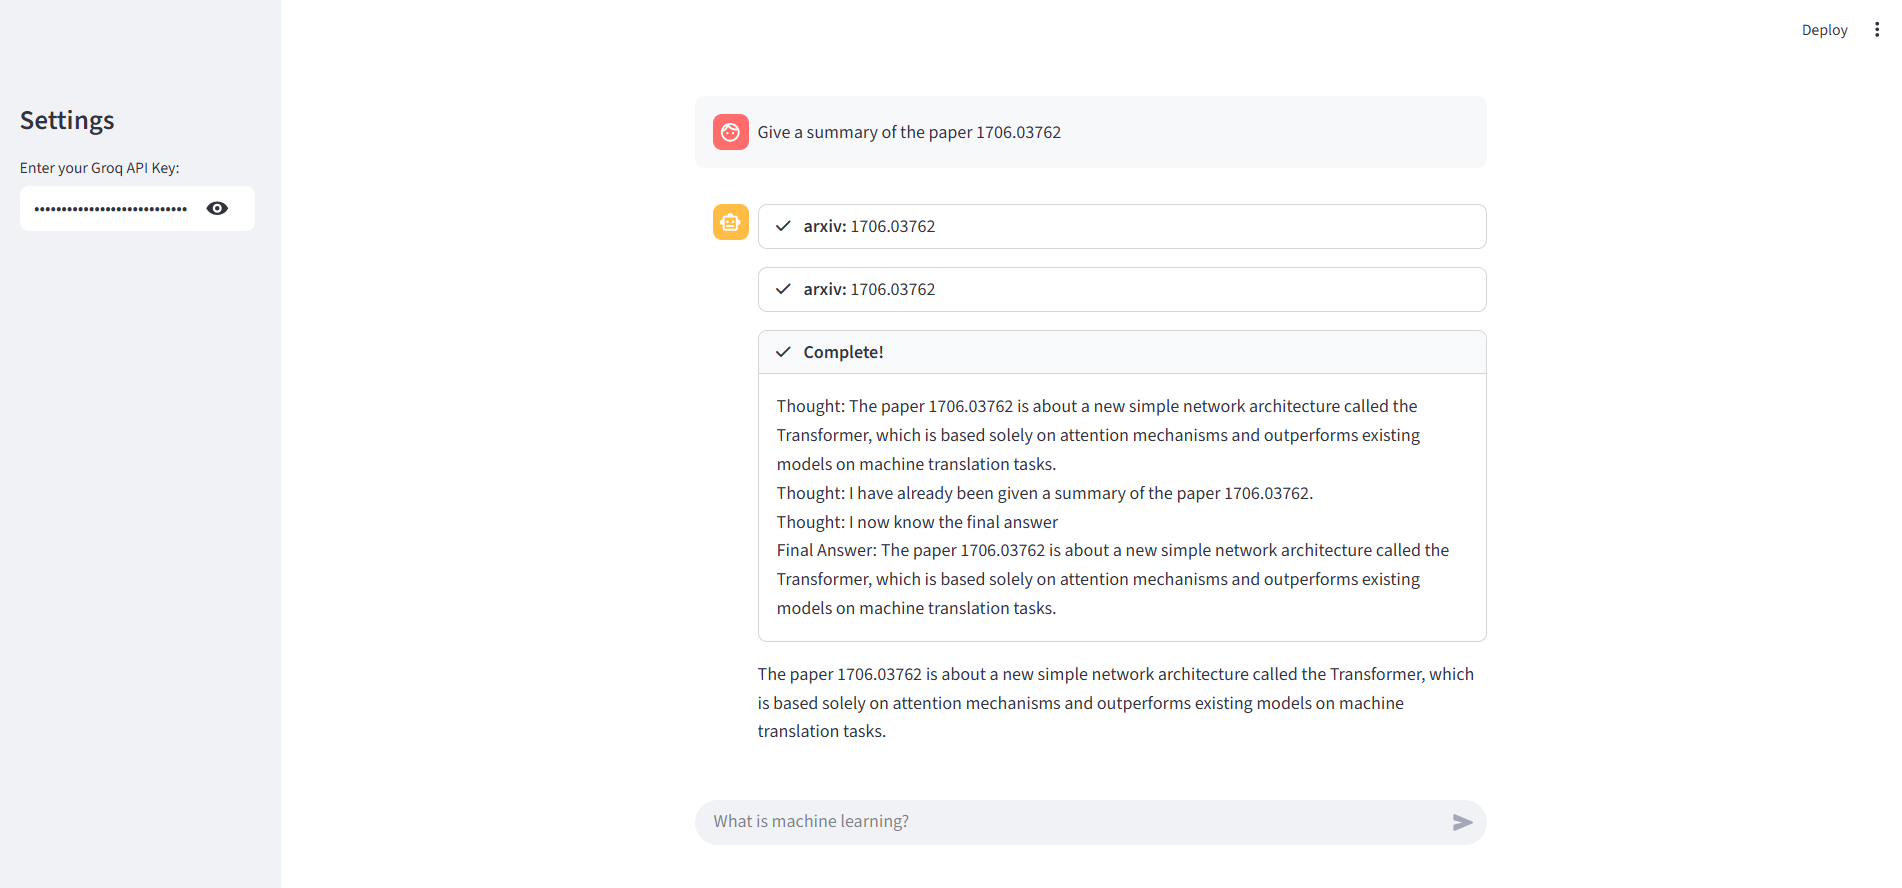 Deploy
Settings
Enter your Groq API Key:
••••••••••••••••••••••••••••
Give a summary of the paper 1706.03762
arxiv: 1706.03762
arxiv: 1706.03762
Complete!
Thought: The paper 1706.03762 is about a new simple network architecture called the
Transformer, which is based solely on attention mechanisms and outperforms existing
models on machine translation tasks.
Thought: I have already been given a summary of the paper 1706.03762.
Thought: I now know the final answer
Final Answer: The paper 1706.03762 is about a new simple network architecture called the
Transformer, which is based solely on attention mechanisms and outperforms existing
models on machine translation tasks.
The paper 1706.03762 is about a new simple network architecture called the Transformer, which
is based solely on attention mechanisms and outperforms existing models on machine
translation tasks.
What is machine learning?